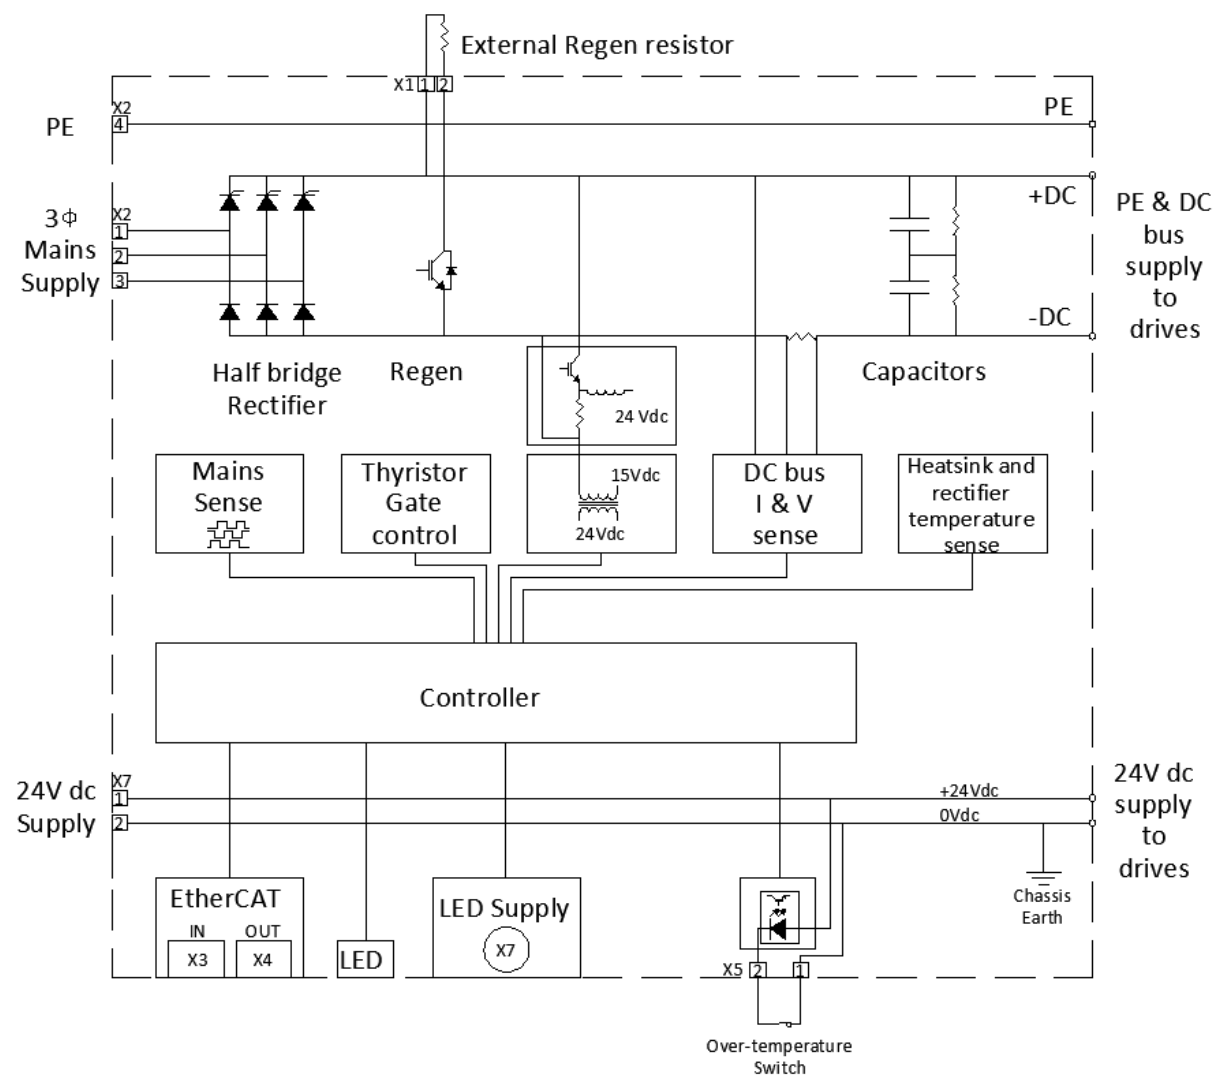 External Regen resistor
X1 1 2
X2
4
PE
PE
3Φ
Mains
Supply
X2
1
2
3
+DC
-DC
PE & DC
bus
supply
to
drives
Half bridge
Rectifier
Regen
Capacitors
24 Vdc
Mains
Sense
Thyristor
Gate
control
15Vdc
24Vdc
DC bus
I & V
sense
Heatsink and
rectifier
temperature
sense
Controller
24V dc
Supply
X7
1
2
+24Vdc
0Vdc
24V dc
supply
to
drives
Chassis
Earth
EtherCAT
IN OUT
X3 X4
LED
LED Supply
X7
X5 2 1
Over-temperature
Switch